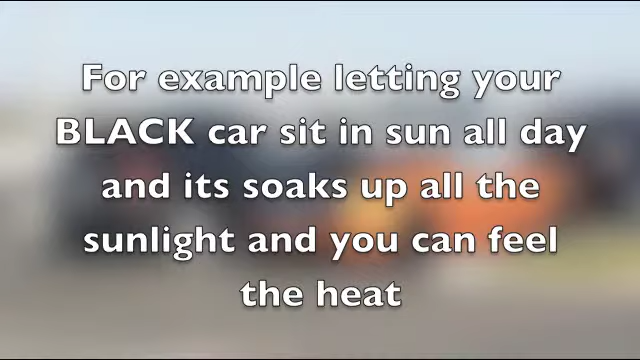 For example letting your
BLACK car sit in sun all day
and its soaks up all the
sunlight and you can feel
the heat